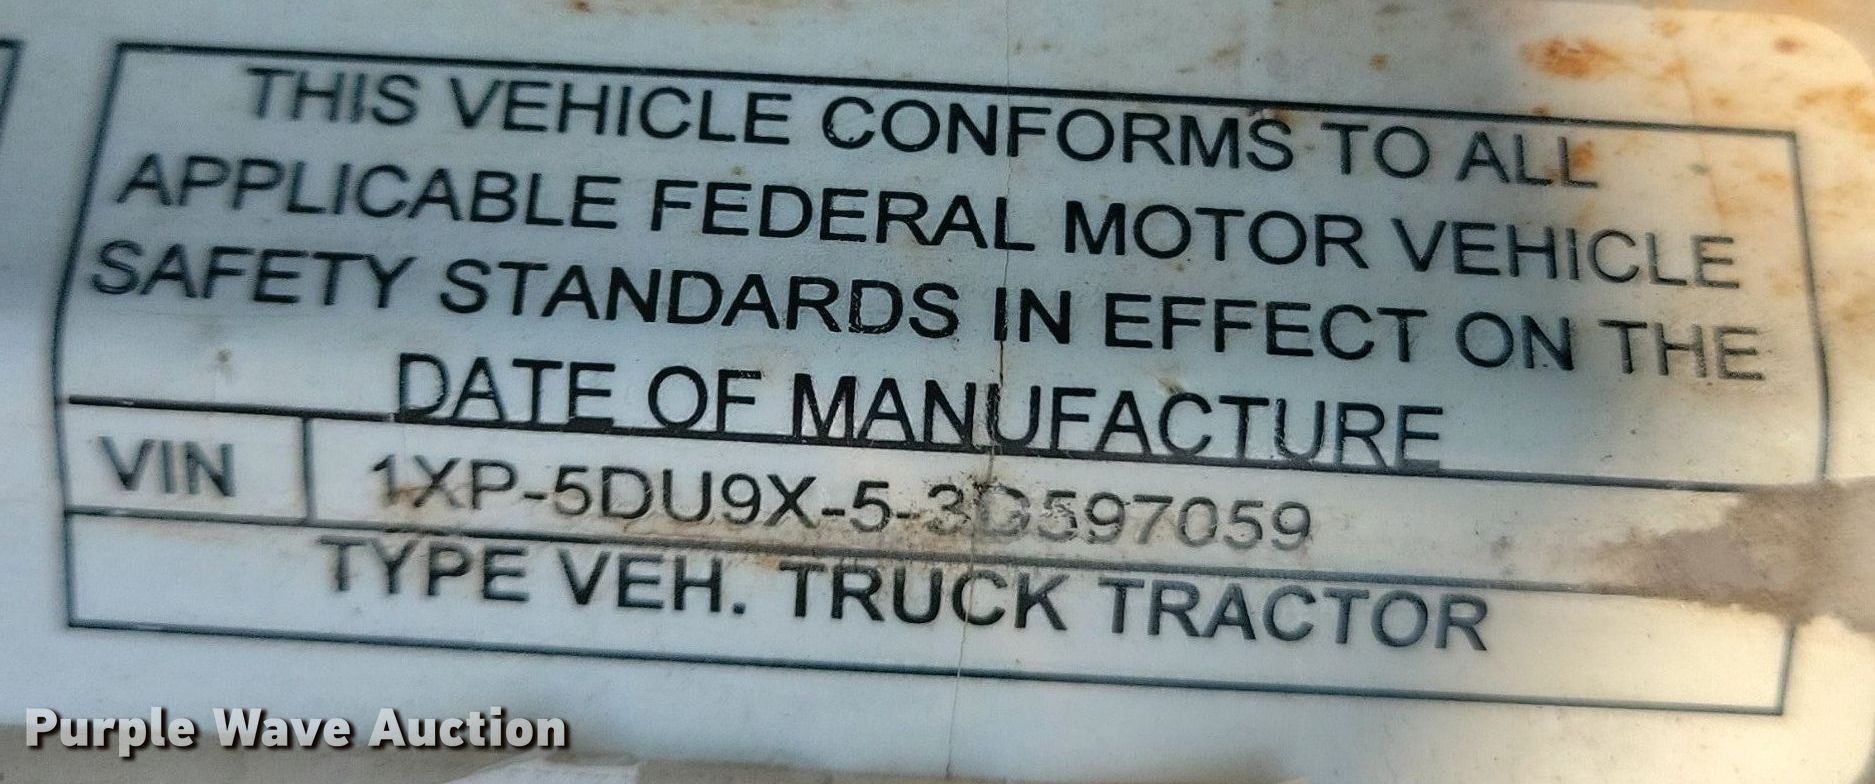 THIS VEHICLE CONFORMS TO ALL
APPLICABLE FEDERAL MOTOR VEHICLE
SAFETY STANDARDS IN EFFECT ON THE
DATE OF MANUFACTURE
VIN 1XP-5DU9X-5-3D597059
TYPE VEH. TRUCK TRACTOR
Purple Wave Auction